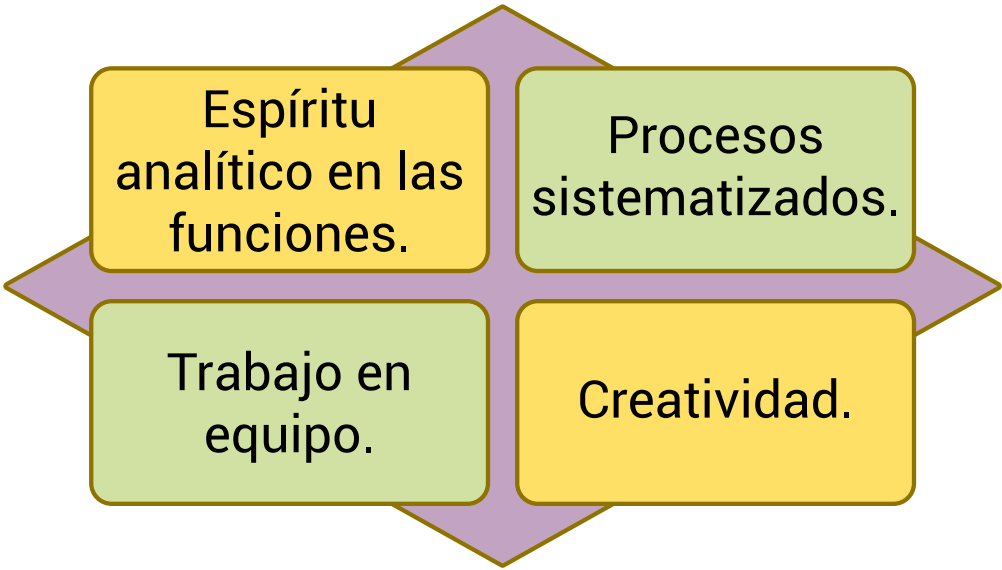 Espíritu
analítico en las
funciones.
Procesos
sistematizados.
Trabajo en
equipo.
Creatividad.